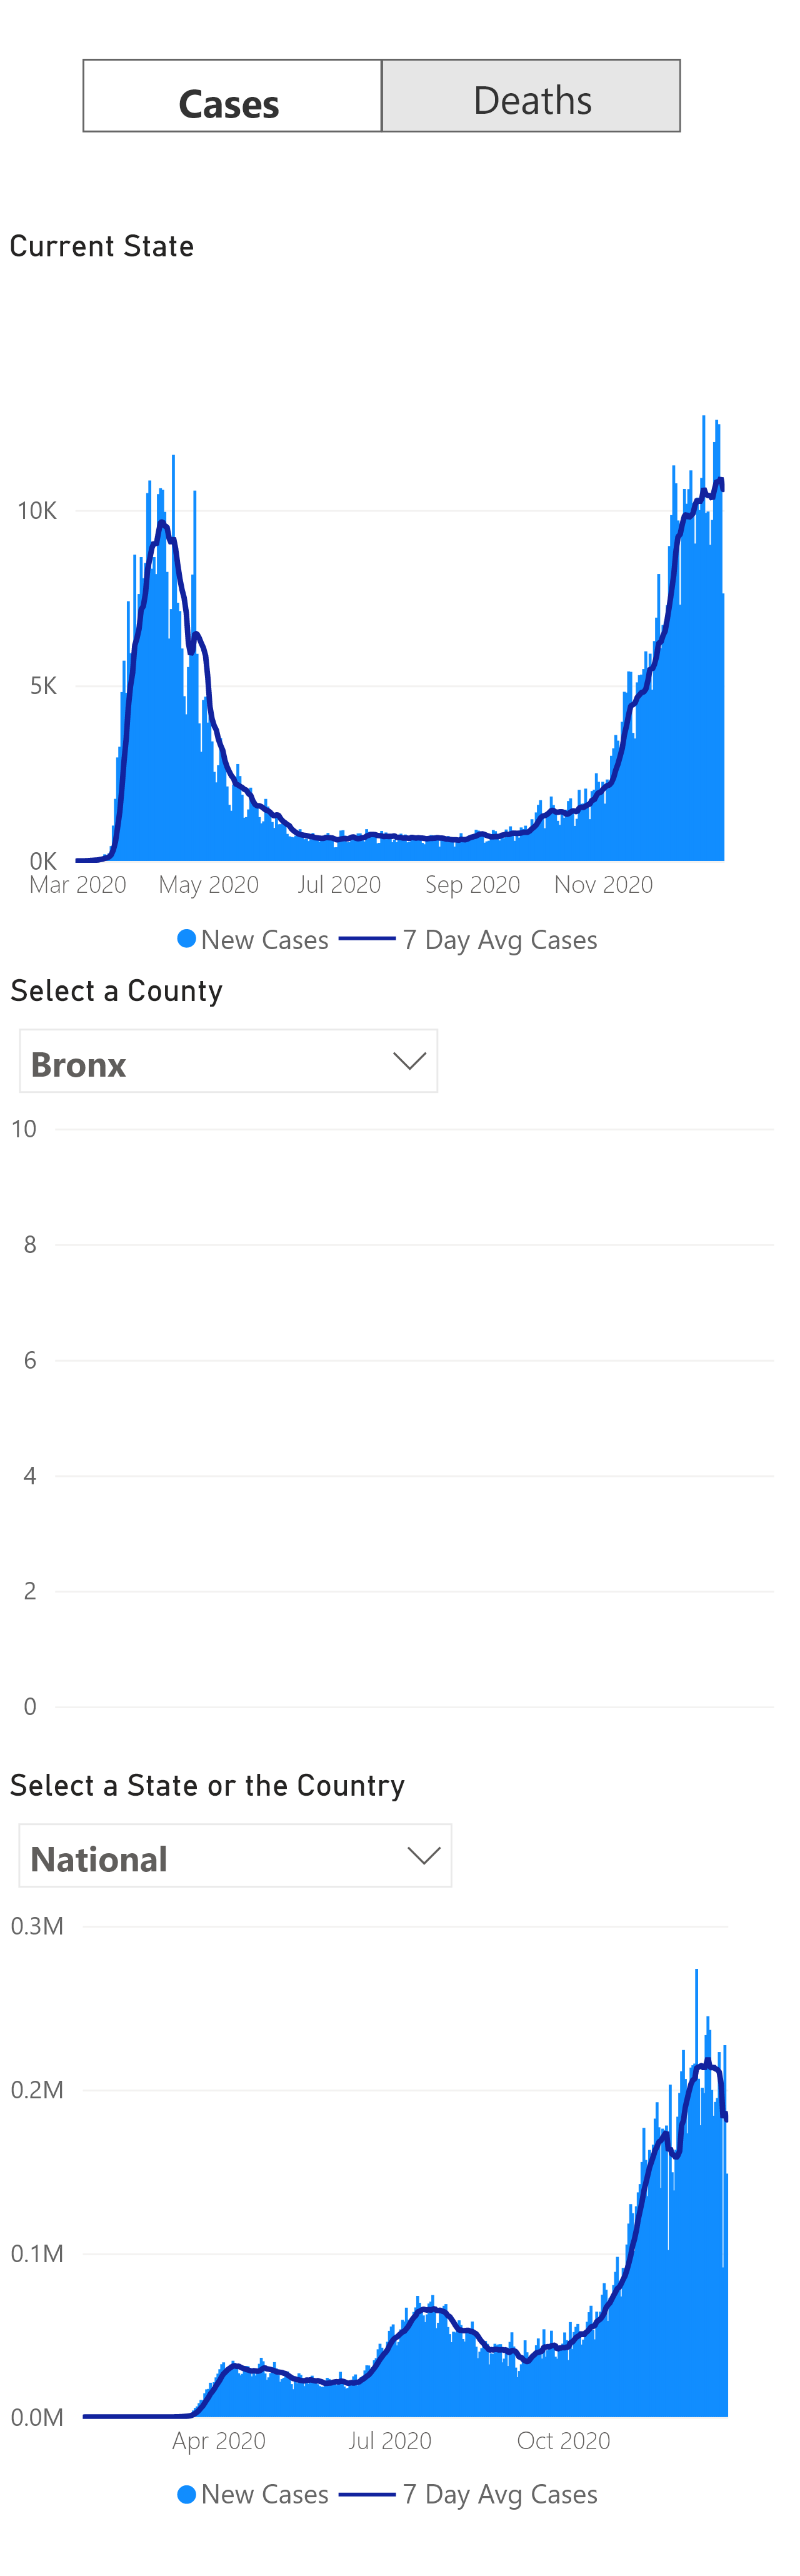 Cases Deaths
Current State
10K
5K
0K
Mar 2020 May 2020 Jul 2020 Sep 2020 Nov 2020
New Cases 7 Day Avg Cases
Select a County
Bronx
10
8
6
4
2
0
Select a State or the Country
National
0.3M
0.2M
0.1M
0.0M
Apr 2020 Jul 2020 Oct 2020
New Cases 7 Day Avg Cases